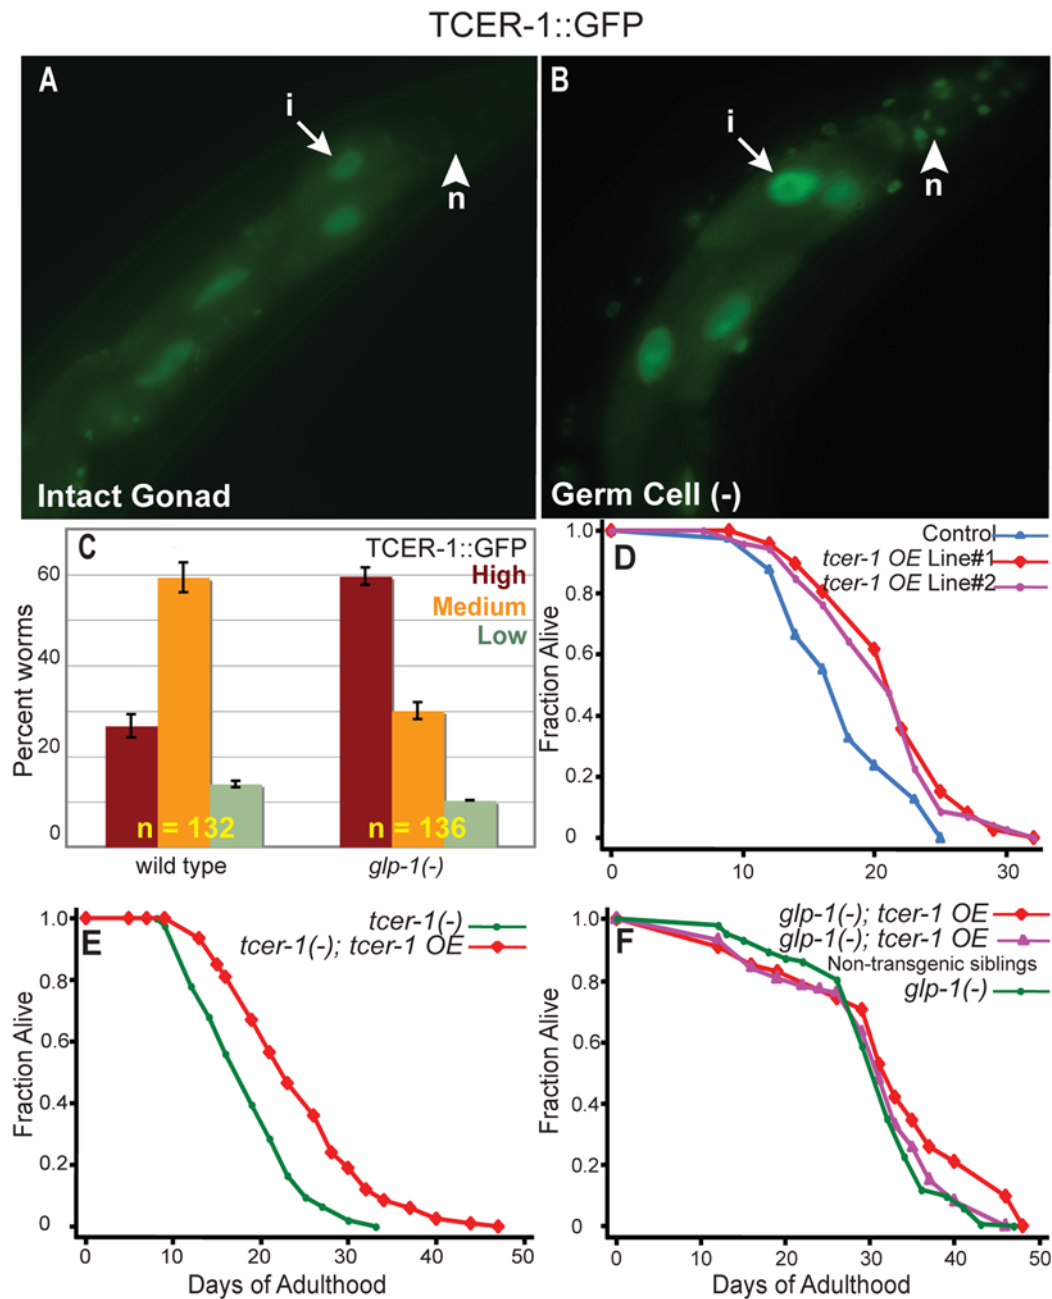 TCER-1::GFP
A
i
n
Intact Gonad
B
i
n
Germ Cell (-)
C
TCER-1::GFP
High
Medium
Low
Percent worms
60
40
20
0
n = 132
n = 136
wild type
glp-1(-)
D
Control
tcer-1 OE Line#1
tcer-1 OE Line#2
Fraction Alive
1.0
0.8
0.6
0.4
0.2
0
0
10
20
30
E
tcer-1(-)
tcer-1(-); tcer-1 OE
Fraction Alive
1.0
0.8
0.6
0.4
0.2
0
0
10
20
30
40
50
Days of Adulthood
F
glp-1(-); tcer-1 OE
glp-1(-); tcer-1 OE
Non-transgenic siblings
glp-1(-)
Fraction Alive
1.0
0.8
0.6
0.4
0.2
0
0
10
20
30
40
50
Days of Adulthood